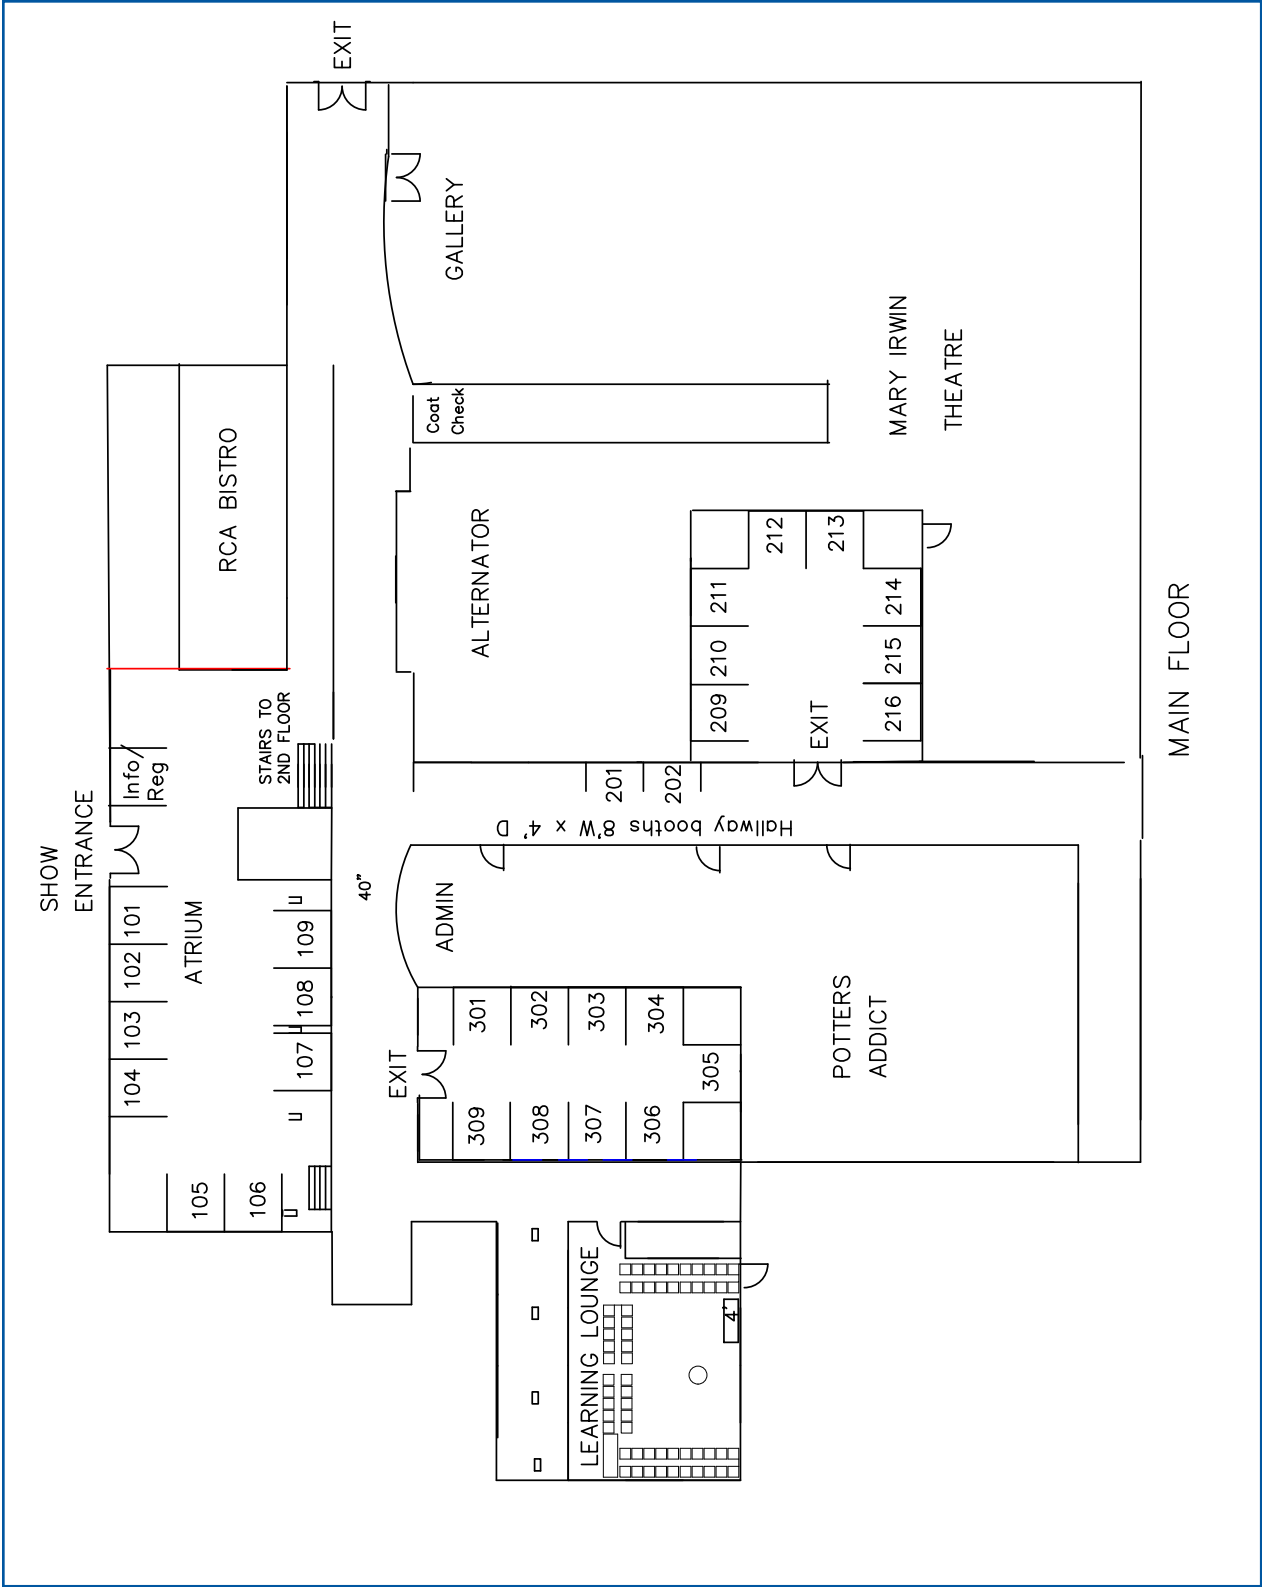 EXIT
GALLERY
MARY IRWIN
THEATRE
Coat
Check
RCA BISTRO
ALTERNATOR
212
213
211
214
210
215
209
216
EXIT
MAIN FLOOR
STAIRS TO
2ND FLOOR
Info/
Reg
201
202
Hallway booths 8'W x 4' D
SHOW
ENTRANCE
40"
101
102
103
104
ATRIUM
109
108
107
105
106
ADMIN
EXIT
301
302
303
304
305
309
308
307
306
POTTERS
ADDICT
LEARNING LOUNGE
4'